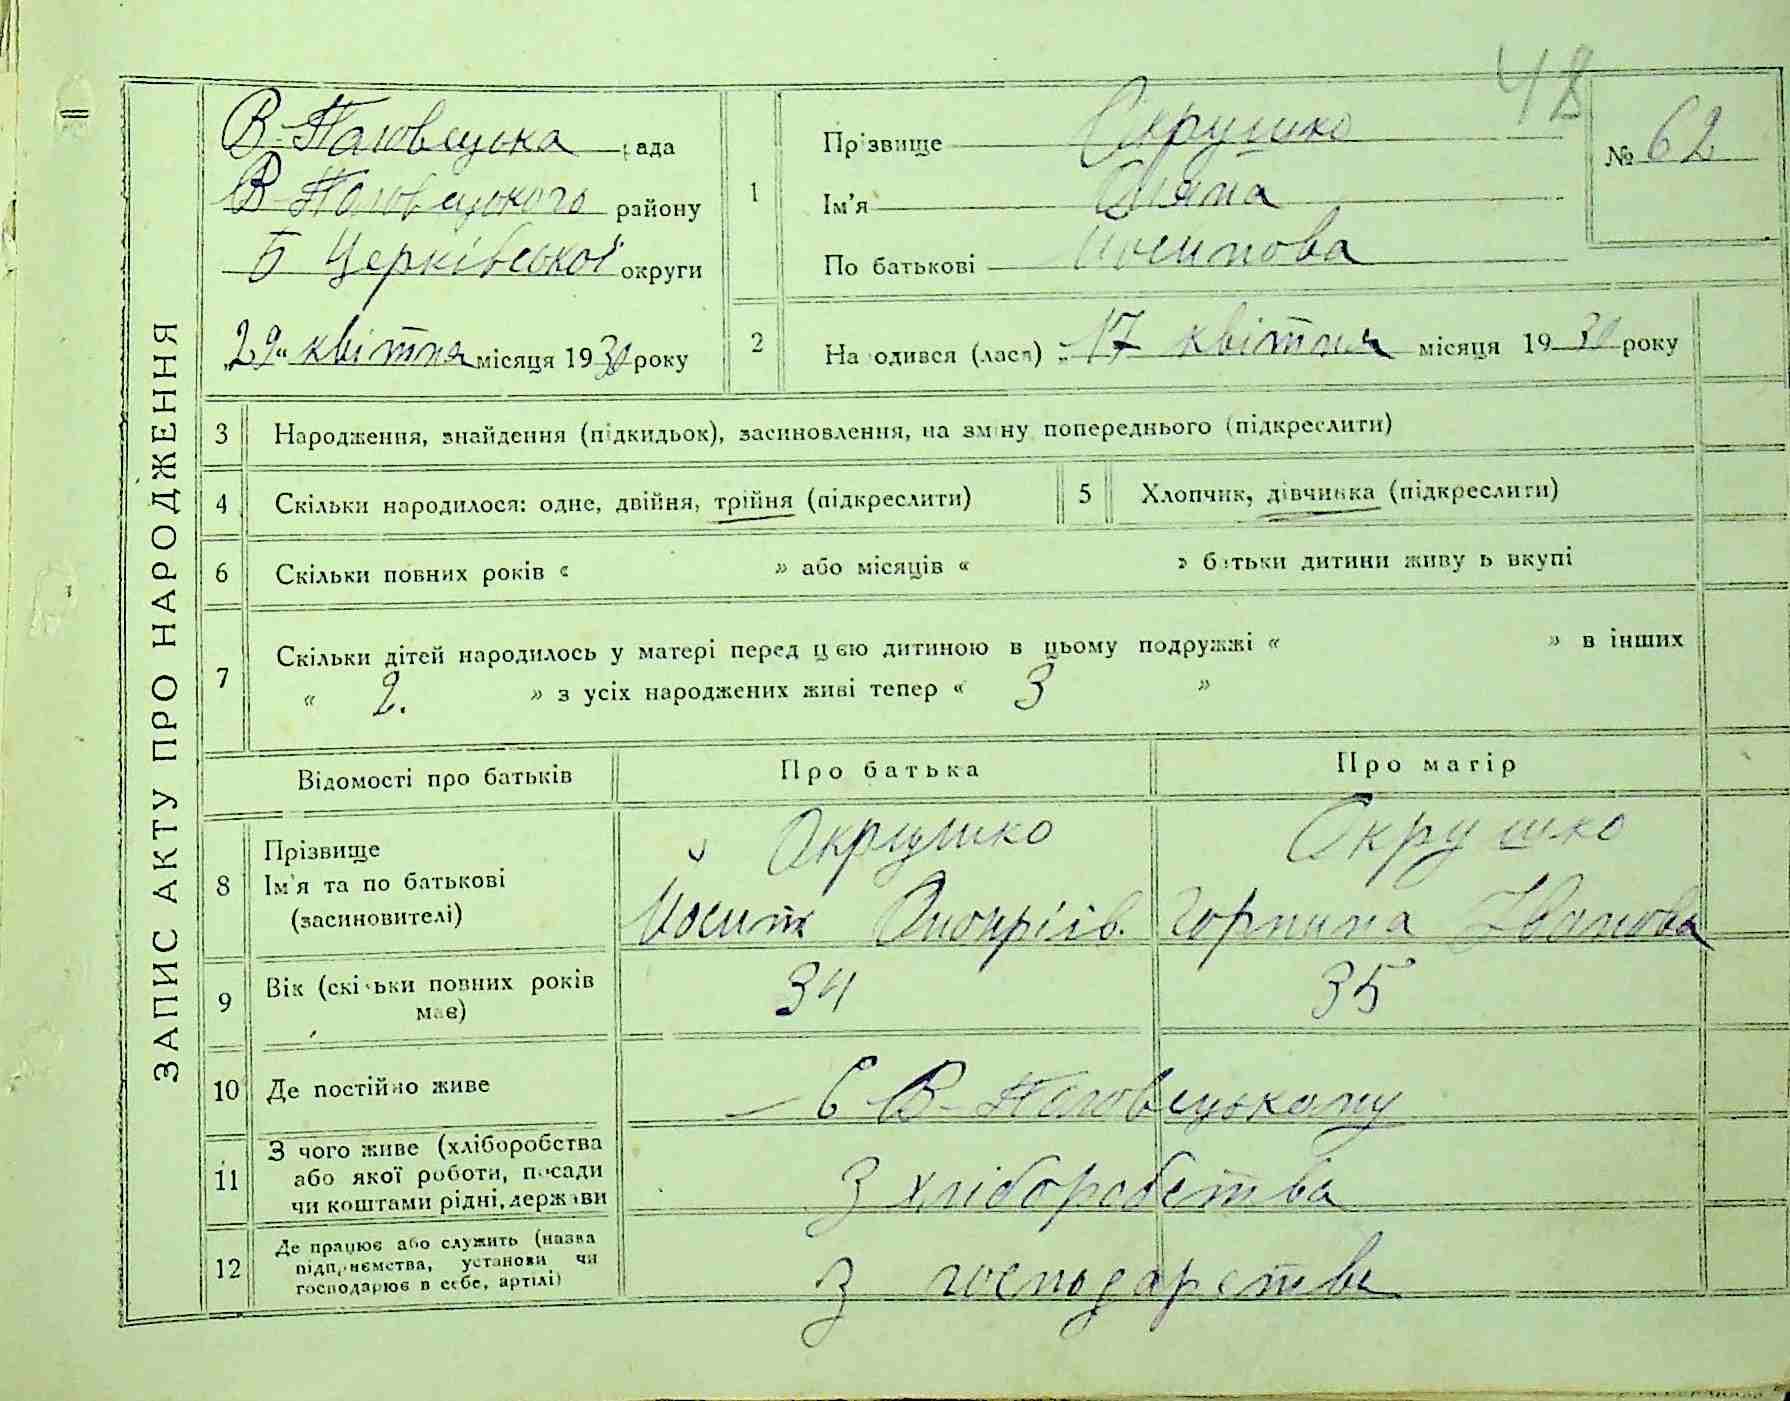 48
ЗАПИС АКТУ ПРО НАРОДЖЕННЯ
В-Половецька рада
В-Половецького району
Б Церківської округи
„29" квітня місяця 1930 року
1
Прізвище Окрушко
Ім'я
По батькові Йосипова
№ 62
2
Народився (лася) „17 квітня місяця 1930 року
3 Народження, знайдення (підкидьок), засиновлення, на зміну попереднього (підкреслити)
4 Скільки народилося: одне, двійня, трійня (підкреслити)
5 Хлопчик, дівчинка (підкреслити)
6 Скільки повних років « » або місяців « » батьки дитини живуть вкупі
7 Скільки дітей народилось у матері перед цією дитиною в цьому подружжі « » в інших
« 2. » з усіх народжених живі тепер « 3 »
Відомості про батьків Про батька Про матір
8 Прізвище
Ім'я та по батькові
(засиновителі)
Окрушко
Йосип Оноприїв.
Окрушко
Горпина Іванова
9 Вік (скільки повних років
має)
34 35
10 Де постійно живе
с В-Половецькому
11 З чого живе (хліборобства
або якої роботи, посади
чи коштами рідні, держави
З хліборобства
12 Де працює або служить (назва
підприємства, установи чи
господарює в себе, артілі)
З господарства